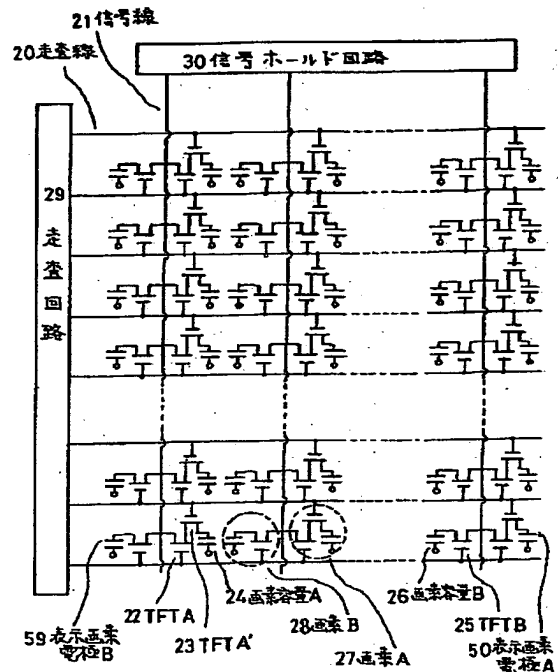 21信号線
20走査線
30信号ホールド回路
29
走査回路
22TFTA
24画素容量A
28画素B
26画素容量B
25TFTB
59表示画素
電極B
23TFTA'
27画素A
50表示画素
電極A